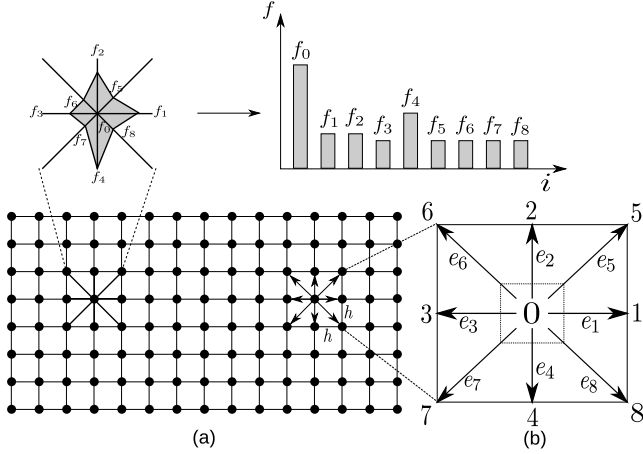 f
f₂
f₀
f₅
f₄
f₆
f₁
f₂
f₃
f₁
f₃
f₅
f₆
f₇
f₈
f₀
f₇
f₈
f₄
i
6
2
5
e₆
e₂
e₅
3
e₃
0
e₁
1
h
h
e₇
e₄
e₈
7
4
8
(a)
(b)